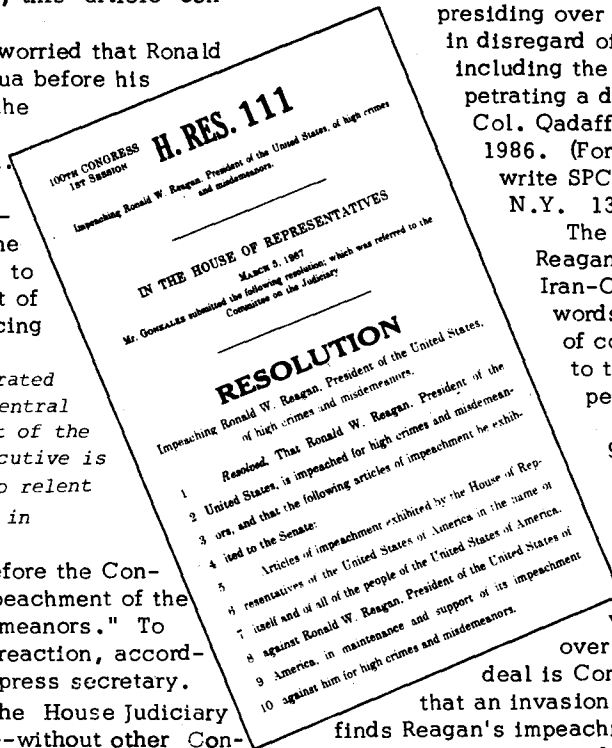 worried that Ronald
ua before his
he
to
t of
cing
rated
entral
t of the
cutive is
o relent
in
efore the Con-
peachment of the
meanors." To
reaction, accord-
press secretary.
he House Judiciary
--without other Con-
100TH CONGRESS
1ST SESSION
H. RES. 111
Impeaching Ronald W. Reagan, President of the United States, of high crimes
and misdemeanors.
IN THE HOUSE OF REPRESENTATIVES
MARCH 5, 1987
Mr. GONZALES submitted the following resolution; which was referred to the
Committee on the Judiciary
RESOLUTION
Impeaching Ronald W. Reagan, President of the United States,
of high crimes and misdemeanors.
1 Resolved, That Ronald W. Reagan, President of the
2 United States, is impeached for high crimes and misdemean-
3 ors, and that the following articles of impeachment be exhib-
4 ited to the Senate:
5 Articles of impeachment exhibited by the House of Rep-
6 resentatives of the United States of America in the name of
7 itself and of all of the people of the United States of America,
8 against Ronald W. Reagan, President of the United States of
9 America, in maintenance and support of its impeachment
10 against him for high crimes and misdemeanors.
presiding over
in disregard of
including the
petrating a d
Col. Qadaff
1986. (For
write SPC
N.Y. 13
The
Reagan
Iran-C
words
of co
to t
pe
9
over
deal is Con
that an invasion
finds Reagan's impeach